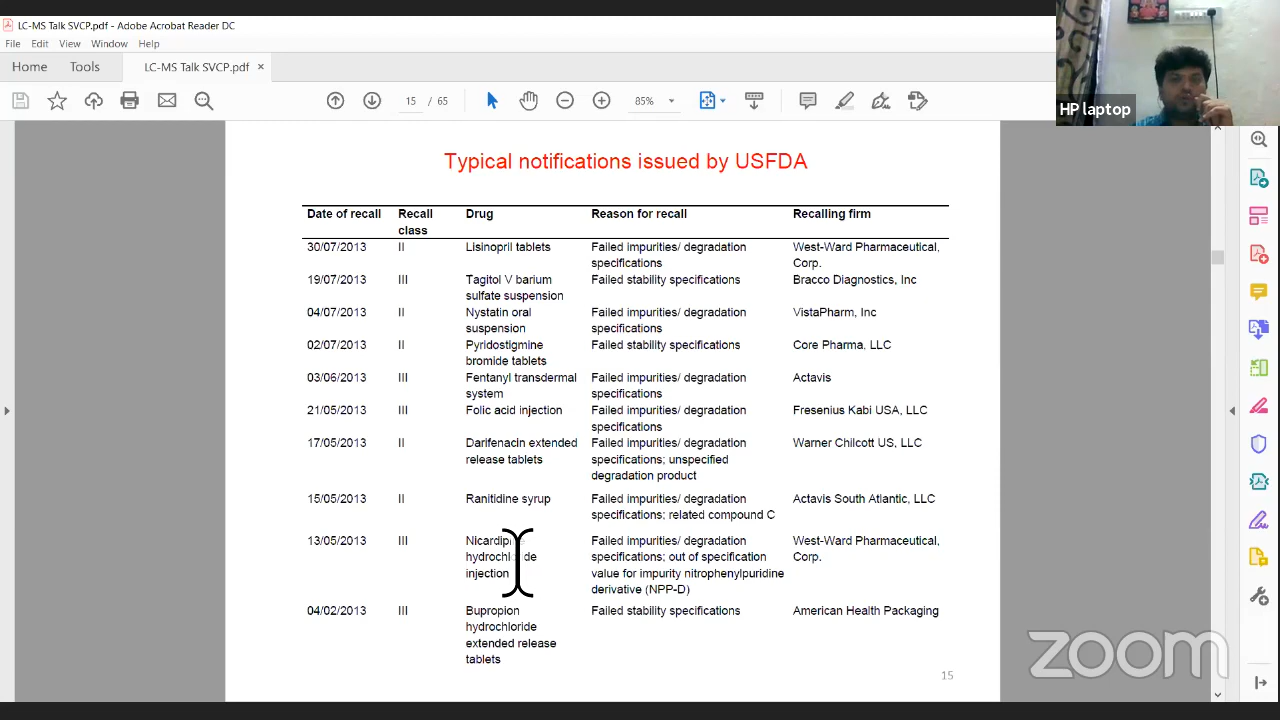 LC-MS Talk SVCP.pdf - Adobe Acrobat Reader DC
File Edit View Window Help
Home Tools LC-MS Talk SVCP.pdf ×
15 / 65 85%
HP laptop
Typical notifications issued by USFDA
Date of recall Recall Drug Reason for recall Recalling firm
class
30/07/2013 II Lisinopril tablets Failed impurities/ degradation West-Ward Pharmaceutical,
specifications Corp.
19/07/2013 III Tagitol V barium Failed stability specifications Bracco Diagnostics, Inc
sulfate suspension
04/07/2013 II Nystatin oral Failed impurities/ degradation VistaPharm, Inc
suspension specifications
02/07/2013 II Pyridostigmine Failed stability specifications Core Pharma, LLC
bromide tablets
03/06/2013 III Fentanyl transdermal Failed impurities/ degradation Actavis
system specifications
21/05/2013 III Folic acid injection Failed impurities/ degradation Fresenius Kabi USA, LLC
specifications
17/05/2013 II Darifenacin extended Failed impurities/ degradation Warner Chilcott US, LLC
release tablets specifications; unspecified
degradation product
15/05/2013 II Ranitidine syrup Failed impurities/ degradation Actavis South Atlantic, LLC
specifications; related compound C
13/05/2013 III Failed impurities/ degradation West-Ward Pharmaceutical,
specifications; out of specification Corp.
injection value for impurity nitrophenylpuridine
derivative (NPP-D)
04/02/2013 III Bupropion Failed stability specifications American Health Packaging
hydrochloride
extended release
tablets
15
zoom